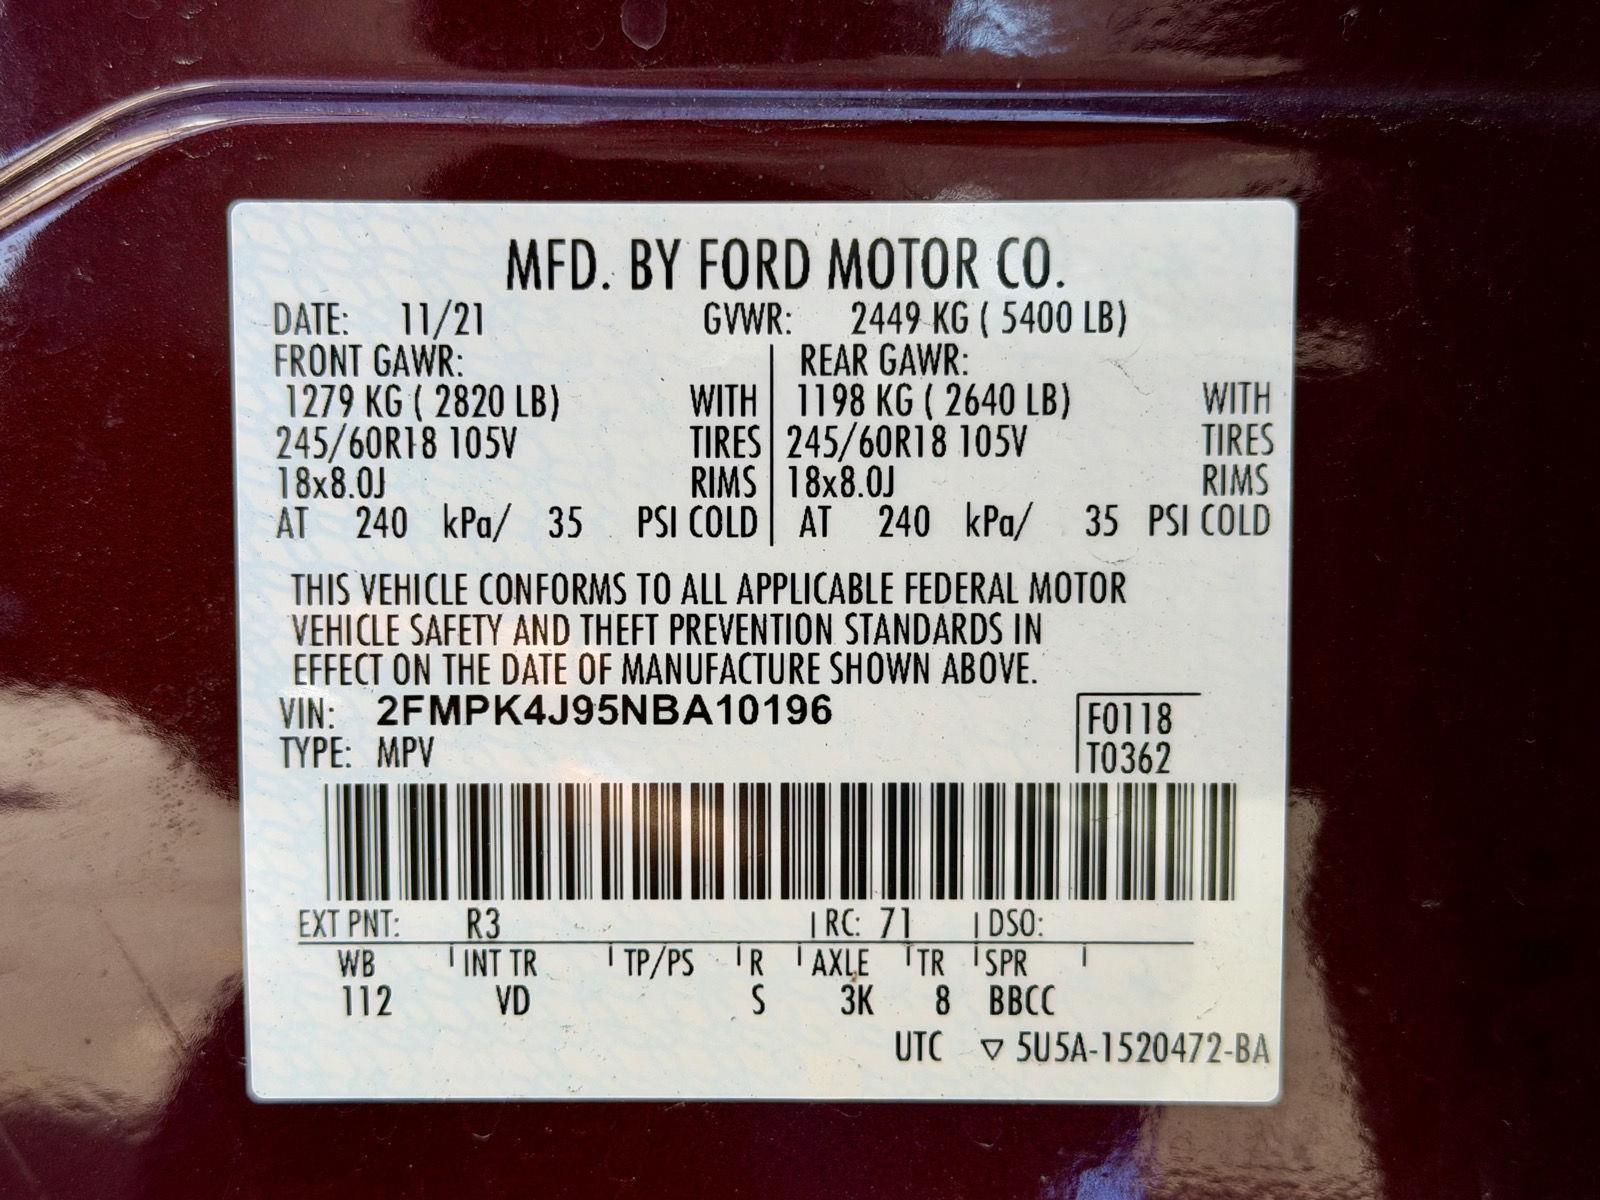 MFD. BY FORD MOTOR CO.
DATE: 11/21 GVWR: 2449 KG ( 5400 LB)
FRONT GAWR: REAR GAWR:
1279 KG ( 2820 LB) WITH 1198 KG ( 2640 LB) WITH
245/60R18 105V TIRES 245/60R18 105V TIRES
18x8.0J RIMS 18x8.0J RIMS
AT 240 kPa/ 35 PSI COLD AT 240 kPa/ 35 PSI COLD
THIS VEHICLE CONFORMS TO ALL APPLICABLE FEDERAL MOTOR
VEHICLE SAFETY AND THEFT PREVENTION STANDARDS IN
EFFECT ON THE DATE OF MANUFACTURE SHOWN ABOVE.
VIN: 2FMPK4J95NBA10196 F0118
TYPE: MPV T0362
EXT PNT: R3 RC: 71 DSO:
WB INT TR TP/PS R AXLE TR SPR
112 VD S 3K 8 BBCC
UTC ▽ 5U5A-1520472-BA